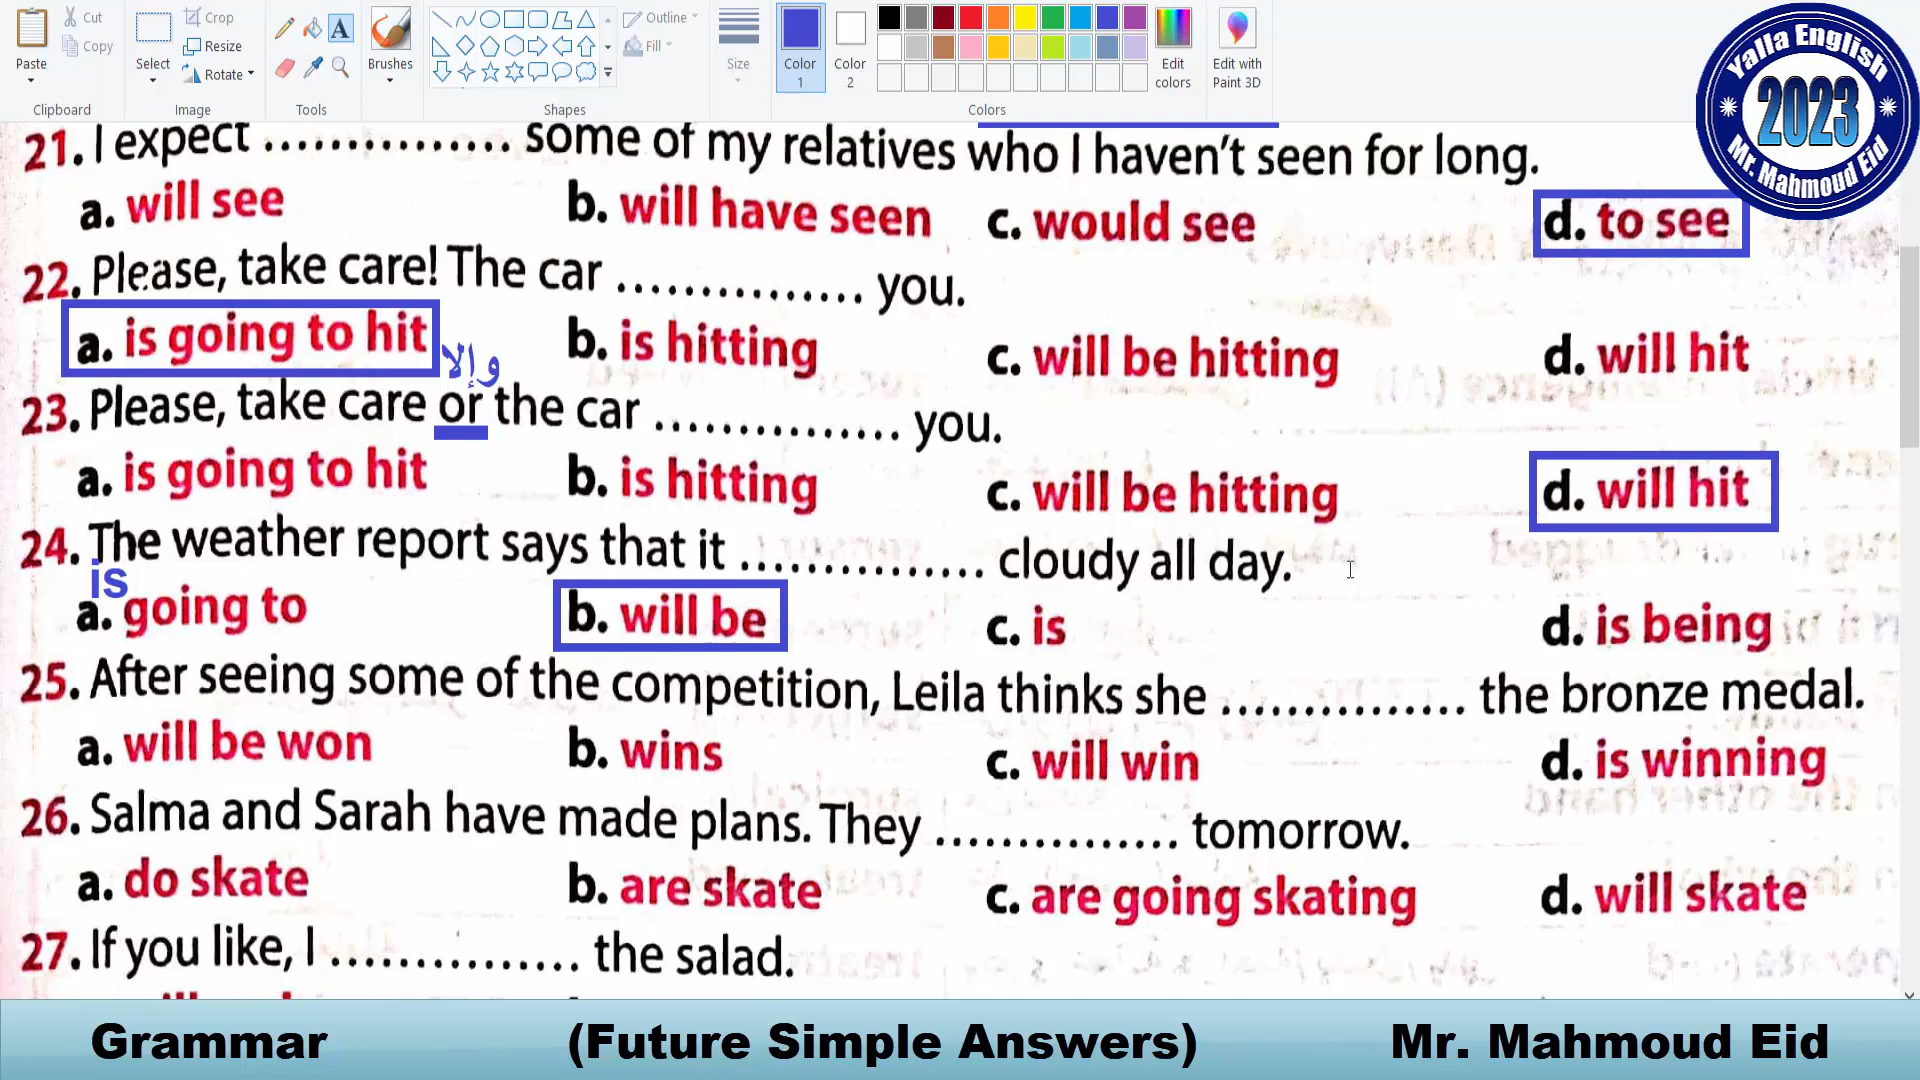 Paste
Cut
Copy
Clipboard
Select
Crop
Resize
Rotate
Image
Tools
Brushes
Shapes
Outline
Fill
Size
Color 1
Color 2
Colors
Edit colors
Edit with Paint 3D
Yalla English
2023
Mr. Mahmoud Eid
21. I expect ............... some of my relatives who I haven't seen for long.
a. will see b. will have seen c. would see d. to see
22. Please, take care! The car ............... you.
a. is going to hit b. is hitting c. will be hitting d. will hit
وإلا
23. Please, take care or the car ............... you.
a. is going to hit b. is hitting c. will be hitting d. will hit
24. The weather report says that it ............... cloudy all day.
is
a. going to b. will be c. is d. is being
25. After seeing some of the competition, Leila thinks she ............... the bronze medal.
a. will be won b. wins c. will win d. is winning
26. Salma and Sarah have made plans. They ............... tomorrow.
a. do skate b. are skate c. are going skating d. will skate
27. If you like, I ............... the salad.
Grammar (Future Simple Answers) Mr. Mahmoud Eid